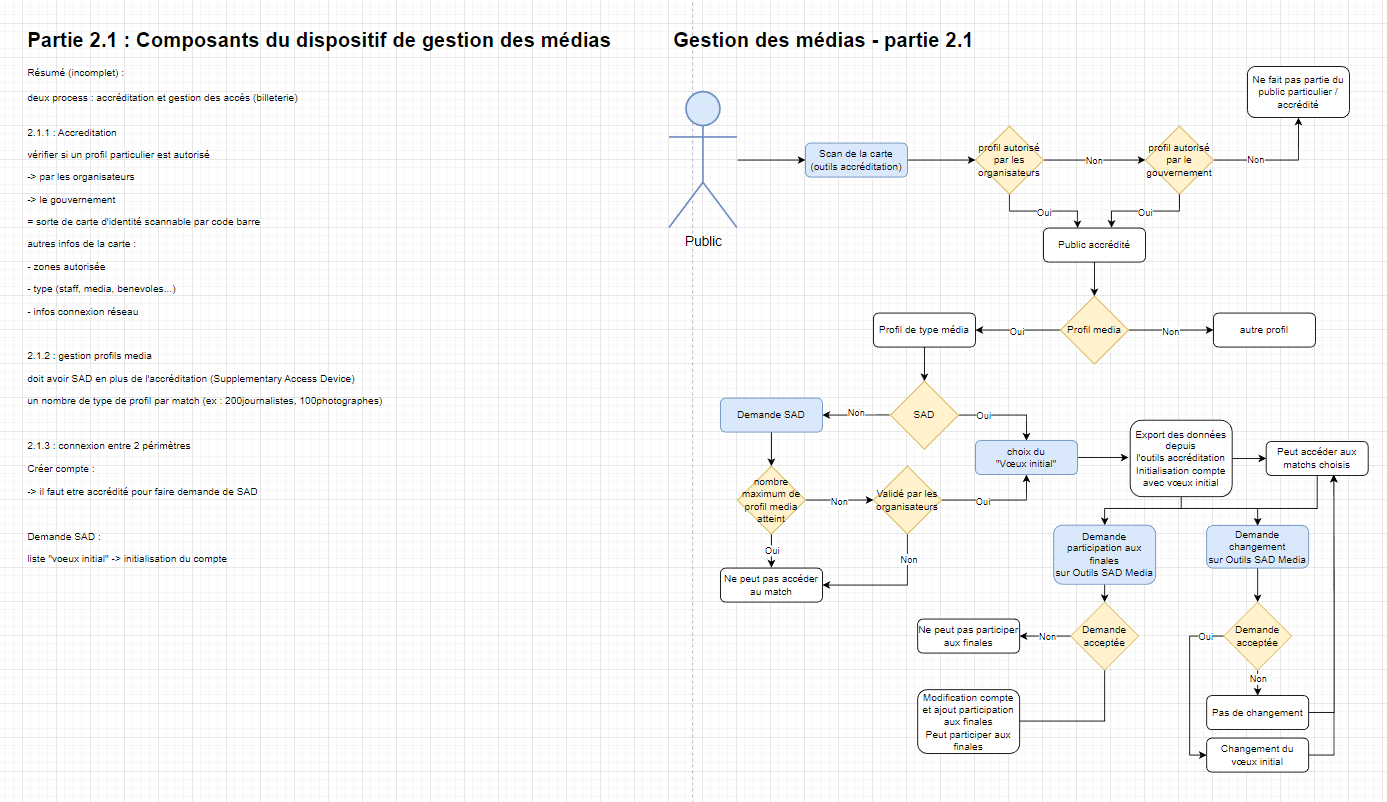 Partie 2.1 : Composants du dispositif de gestion des médias
Résumé (incomplet) :
deux process : accréditation et gestion des accès (billeterie)
2.1.1 : Accreditation
vérifier si un profil particulier est autorisé
-> par les organisateurs
-> le gouvernement
= sorte de carte d'identité scannable par code barre
autres infos de la carte :
- zones autorisée
- type (staff, media, benevoles...)
- infos connexion réseau
2.1.2 : gestion profils media
doit avoir SAD en plus de l'accréditation (Supplementary Access Device)
un nombre de type de profil par match (ex : 200journalistes, 100photographes)
2.1.3 : connexion entre 2 périmètres
Créer compte :
-> il faut etre accrédité pour faire demande de SAD
Demande SAD :
liste "voeux initial" -> initialisation du compte
Gestion des médias - partie 2.1
Public
Scan de la carte
(outils accréditation)
profil autorisé
par les
organisateurs
Non
profil autorisé
par le
gouvernement
Non
Ne fait pas partie du
public particulier /
accrédité
Oui
Oui
Public accrédité
Profil media
Oui
Non
Profil de type média
autre profil
SAD
Non
Oui
Demande SAD
choix du
"Vœux initial"
Export des données
depuis
l'outils accréditation
Initialisation compte
avec vœux initial
Peut accéder aux
matchs choisis
nombre
maximum de
profil media
atteint
Non
Validé par les
organisateurs
Oui
Oui
Non
Ne peut pas accéder
au match
Demande
participation aux
finales
sur Outils SAD Media
Demande
changement
sur Outils SAD Media
Demande
acceptée
Non
Ne peut pas participer
aux finales
Modification compte
et ajout participation
aux finales
Peut participer aux
finales
Demande
acceptée
Oui
Non
Pas de changement
Changement du
vœux initial